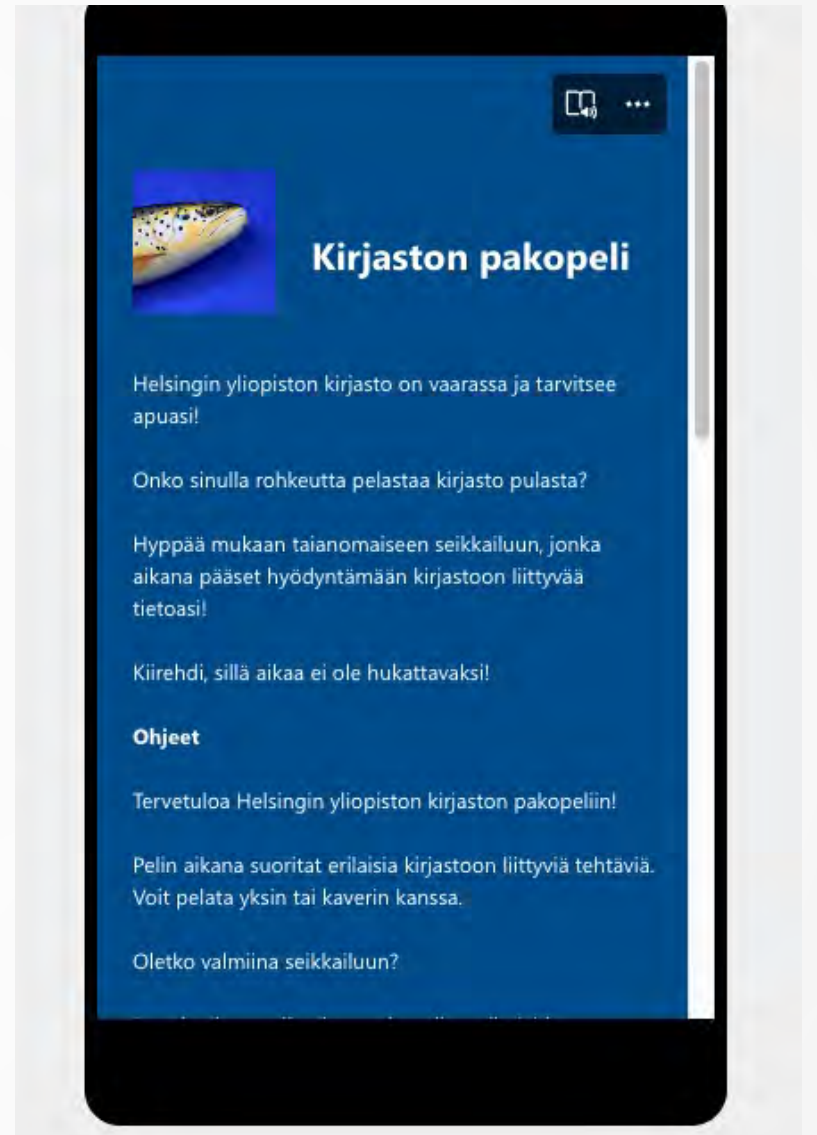 Kirjaston pakopeli
Helsingin yliopiston kirjasto on vaarassa ja tarvitsee
apuasi!
Onko sinulla rohkeutta pelastaa kirjasto pulasta?
Hyppää mukaan taianomaiseen seikkailuun, jonka
aikana pääset hyödyntämään kirjastoon liittyvää
tietoasi!
Kiirehdi, sillä aikaa ei ole hukattavaksi!
Ohjeet
Tervetuloa Helsingin yliopiston kirjaston pakopeliin!
Pelin aikana suoritat erilaisia kirjastoon liittyviä tehtäviä.
Voit pelata yksin tai kaverin kanssa.
Oletko valmiina seikkailuun?